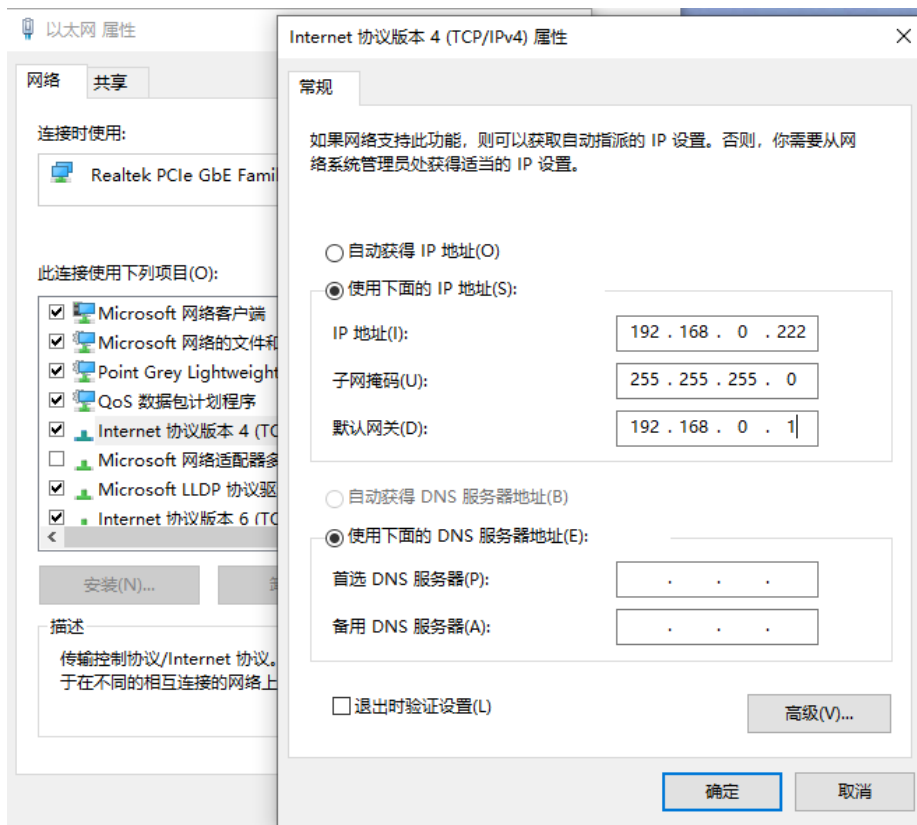 以太网 属性
网络
共享
连接时使用:
Realtek PCIe GbE Fami
此连接使用下列项目(O):
Microsoft 网络客户端
Microsoft 网络的文件和
Point Grey Lightweight
QoS 数据包计划程序
Internet 协议版本 4 (TC
Microsoft 网络适配器多
Microsoft LLDP 协议驱
Internet 协议版本 6 (TC
安装(N)...
描述
传输控制协议/Internet 协议。
于在不同的相互连接的网络上
Internet 协议版本 4 (TCP/IPv4) 属性
常规
如果网络支持此功能，则可以获取自动指派的 IP 设置。否则，你需要从网
络系统管理员处获得适当的 IP 设置。
自动获得 IP 地址(O)
使用下面的 IP 地址(S):
IP 地址(I):
192 . 168 . 0 . 222
子网掩码(U):
255 . 255 . 255 . 0
默认网关(D):
192 . 168 . 0 . 1
自动获得 DNS 服务器地址(B)
使用下面的 DNS 服务器地址(E):
首选 DNS 服务器(P):
. . .
备用 DNS 服务器(A):
. . .
退出时验证设置(L)
高级(V)...
确定
取消